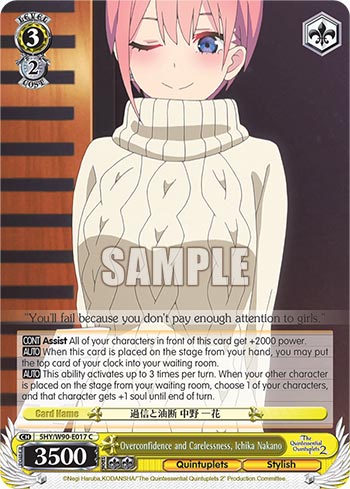 LEVEL
3
2
COST
SAMPLE
"You'll fail because you don't pay enough attention to girls."
CONT Assist All of your characters in front of this card get +2000 power.
AUTO When this card is placed on the stage from your hand, you may put
the top card of your clock into your waiting room.
AUTO This ability activates up to 3 times per turn. When your other character
is placed on the stage from your waiting room, choose 1 of your characters,
and that character gets +1 soul until end of turn.
Card Name
過信と油断 中野 一花
CH
5HY/W90-E017 C
Overconfidence and Carelessness, Ichika Nakano
The
Quintessential
Quintuplets 2
3500
POWER
Quintuplets
Stylish
©Negi Haruba,KODANSHA/"The Quintessential Quintuplets 2" Production Committee.